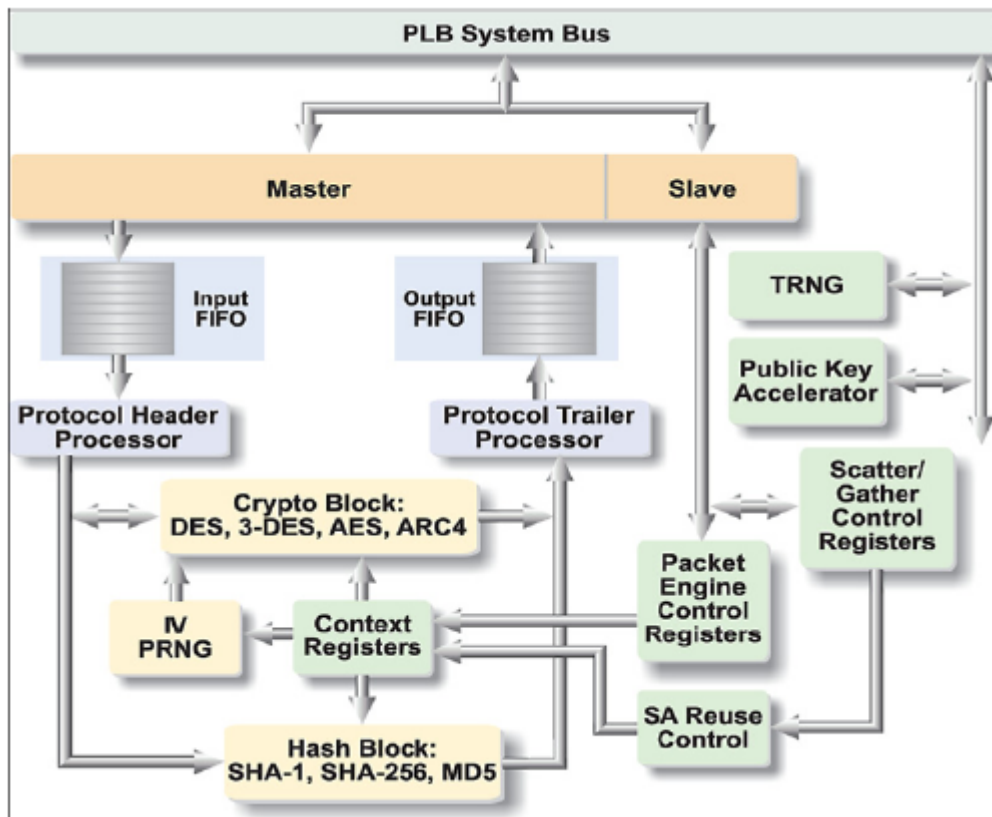 PLB System Bus
Master
Slave
Input
FIFO
Output
FIFO
TRNG
Public Key
Accelerator
Protocol Header
Processor
Protocol Trailer
Processor
Scatter/
Gather
Control
Registers
Crypto Block:
DES, 3-DES, AES, ARC4
Packet
Engine
Control
Registers
IV
PRNG
Context
Registers
SA Reuse
Control
Hash Block:
SHA-1, SHA-256, MD5